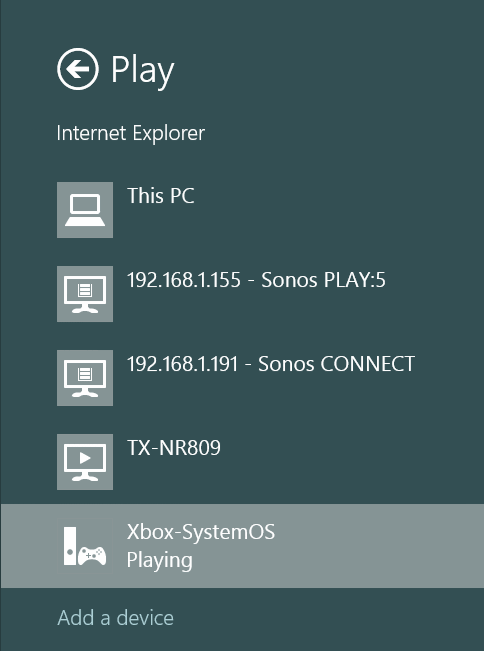 Play
Internet Explorer
This PC
192.168.1.155 - Sonos PLAY:5
192.168.1.191 - Sonos CONNECT
TX-NR809
Xbox-SystemOS
Playing
Add a device